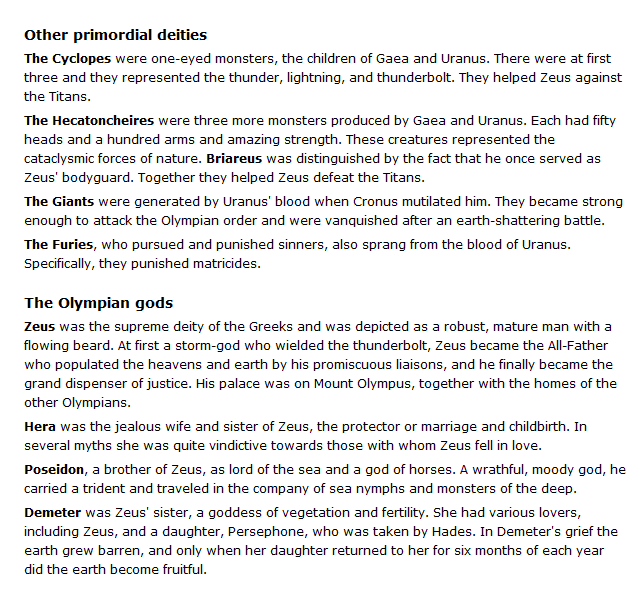 Other primordial deities
The Cyclopes were one-eyed monsters, the children of Gaea and Uranus. There were at first
three and they represented the thunder, lightning, and thunderbolt. They helped Zeus against
the Titans.
The Hecatoncheires were three more monsters produced by Gaea and Uranus. Each had fifty
heads and a hundred arms and amazing strength. These creatures represented the
cataclysmic forces of nature. Briareus was distinguished by the fact that he once served as
Zeus' bodyguard. Together they helped Zeus defeat the Titans.
The Giants were generated by Uranus' blood when Cronus mutilated him. They became strong
enough to attack the Olympian order and were vanquished after an earth-shattering battle.
The Furies, who pursued and punished sinners, also sprang from the blood of Uranus.
Specifically, they punished matricides.
The Olympian gods
Zeus was the supreme deity of the Greeks and was depicted as a robust, mature man with a
flowing beard. At first a storm-god who wielded the thunderbolt, Zeus became the All-Father
who populated the heavens and earth by his promiscuous liaisons, and he finally became the
grand dispenser of justice. His palace was on Mount Olympus, together with the homes of the
other Olympians.
Hera was the jealous wife and sister of Zeus, the protector or marriage and childbirth. In
several myths she was quite vindictive towards those with whom Zeus fell in love.
Poseidon, a brother of Zeus, as lord of the sea and a god of horses. A wrathful, moody god, he
carried a trident and traveled in the company of sea nymphs and monsters of the deep.
Demeter was Zeus' sister, a goddess of vegetation and fertility. She had various lovers,
including Zeus, and a daughter, Persephone, who was taken by Hades. In Demeter's grief the
earth grew barren, and only when her daughter returned to her for six months of each year
did the earth become fruitful.